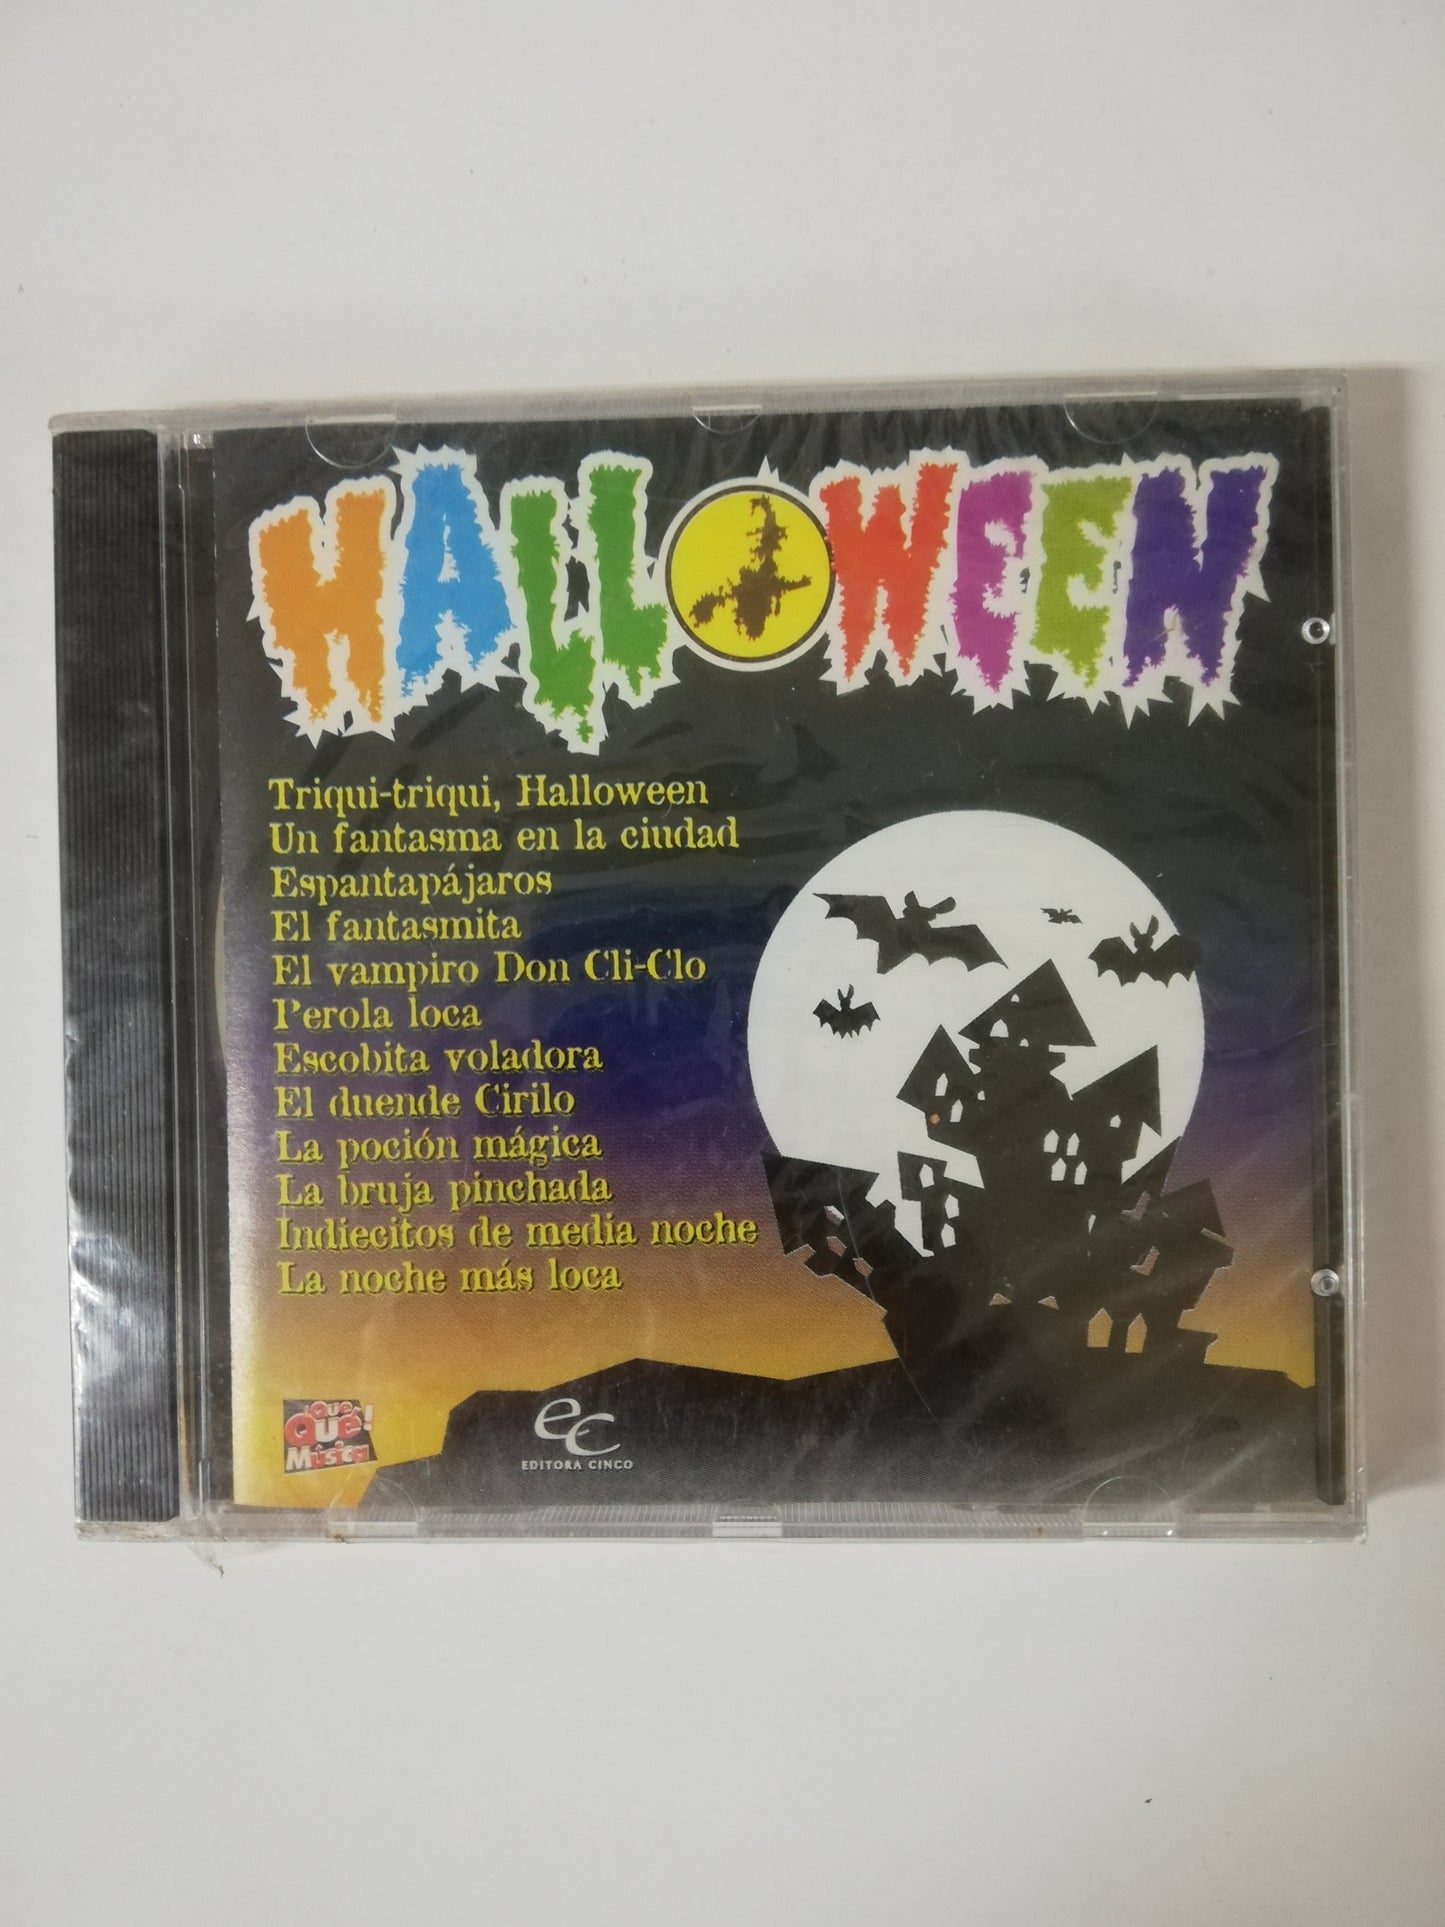 HALLOWEEN
Triqui-triqui, Halloween
Un fantasma en la ciudad
Espantapájaros
El fantasmita
El vampiro Don Cli-Clo
Perola loca
Escobita voladora
El duende Cirilo
La poción mágica
La bruja pinchada
Indiecitos de media noche
La noche más loca
¡Que
Qué!
Música
ec
EDITORA CINCO